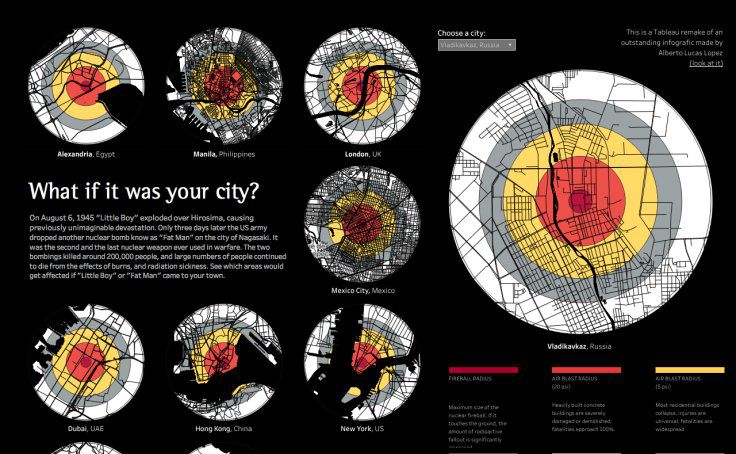 Choose a city:
Vladikavkaz, Russia
This is a Tableau remake of an
outstanding infografic made by
Alberto Lucas Lopez
(look at it)
Alexandria, Egypt
Manila, Philippines
London, UK
What if it was your city?
On August 6, 1945 "Little Boy" exploded over Hirosima, causing
previously unimaginable devastation. Only three days later the US army
dropped another nuclear bomb know as "Fat Man" on the city of Nagasaki. It
was the second and the last nuclear weapon ever used in warfare. The two
bombings killed around 200,000 people, and large numbers of people continued
to die from the effects of burns, and radiation sickness. See which areas would
get affected if "Little Boy" or "Fat Man" came to your town.
Mexico City, Mexico
Vladikavkaz, Russia
Dubai, UAE
Hong Kong, China
New York, US
FIREBALL RADIUS
Maximum size of the
nuclear fireball. If it
touches the ground, the
amount of radioactive
fallout is significantly
AIR BLAST RADIUS
(20 psi)
Heavily built concrete
buildings are severely
damaged or demolished,
fatalities approach 100%.
AIR BLAST RADIUS
(5 psi)
Most residential buildings
collapse, injuries are
universal, fatalities are
widespread.